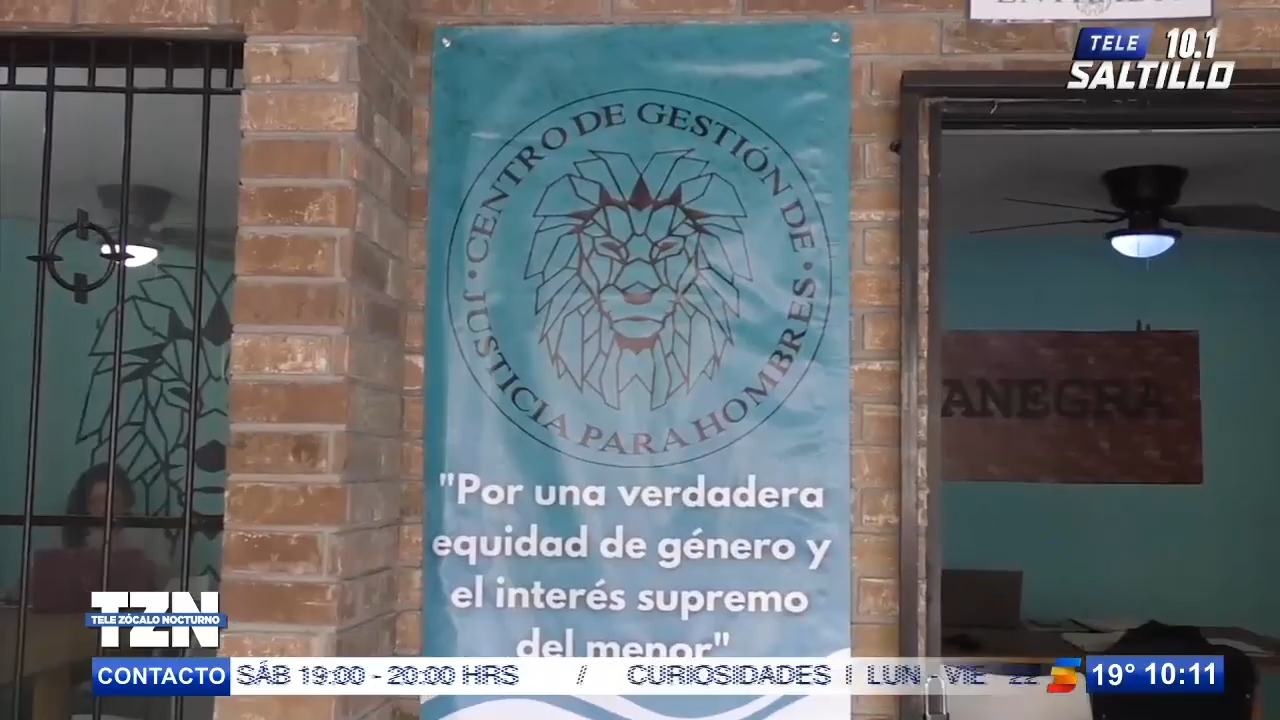 TELE 10.1
SALTILLO
CENTRO DE GESTIÓN DE
JUSTICIA PARA HOMBRES
ANEGRA
"Por una verdadera
equidad de género y
el interés supremo
del menor"
TZN
TELE ZÓCALO NOCTURNO
CONTACTO SÁB 19:00 - 20:00 HRS / CURIOSIDADES | LUN - VIE 22 19° 10:11